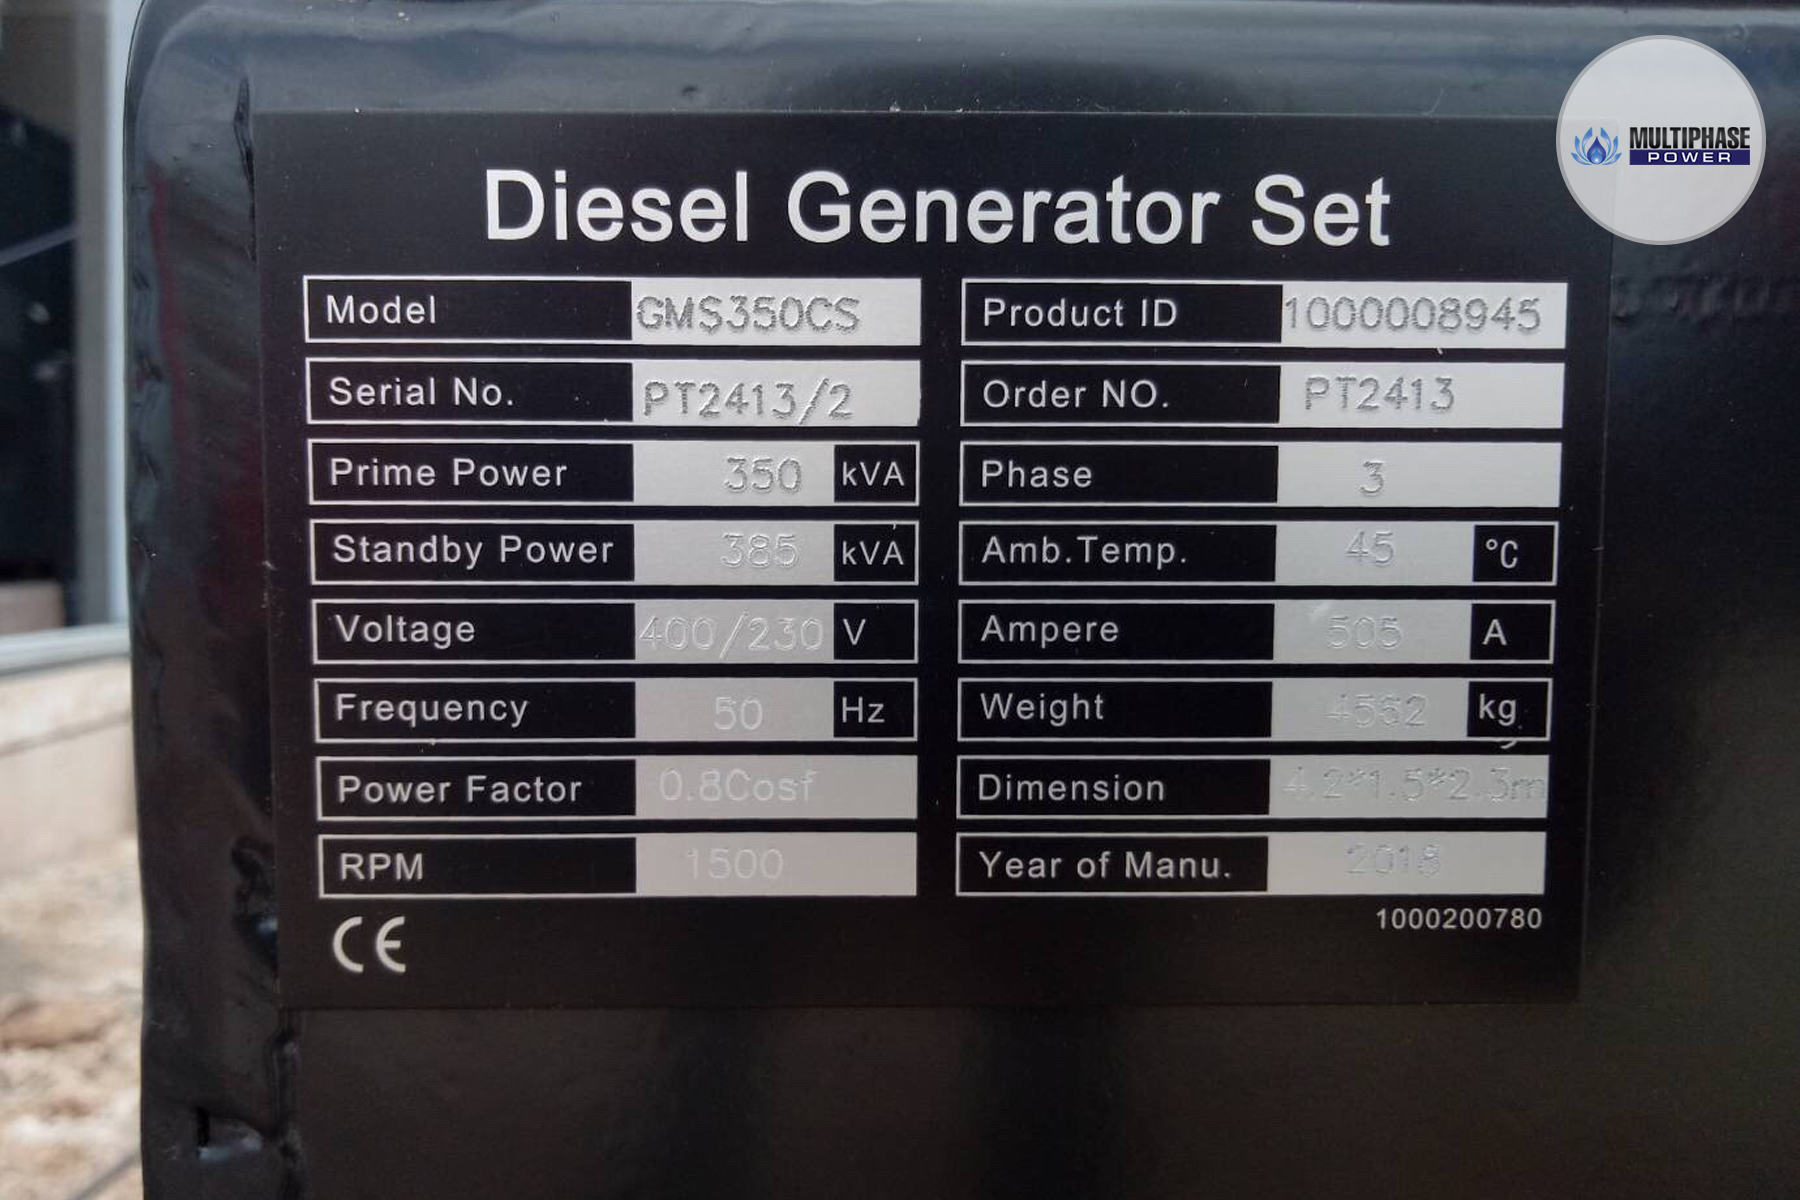 MULTIPHASE
POWER
Diesel Generator Set
Model GMS350CS
Product ID 1000008945
Serial No. PT2413/2
Order NO. PT2413
Prime Power 350 kVA
Phase 3
Standby Power 385 kVA
Amb.Temp. 45 °C
Voltage 400/230 V
Ampere 505 A
Frequency 50 Hz
Weight kg
Power Factor 0.8Cosf
Dimension 4.2*1.5*2.3m
RPM 1500
Year of Manu. 2018
1000200780
CE